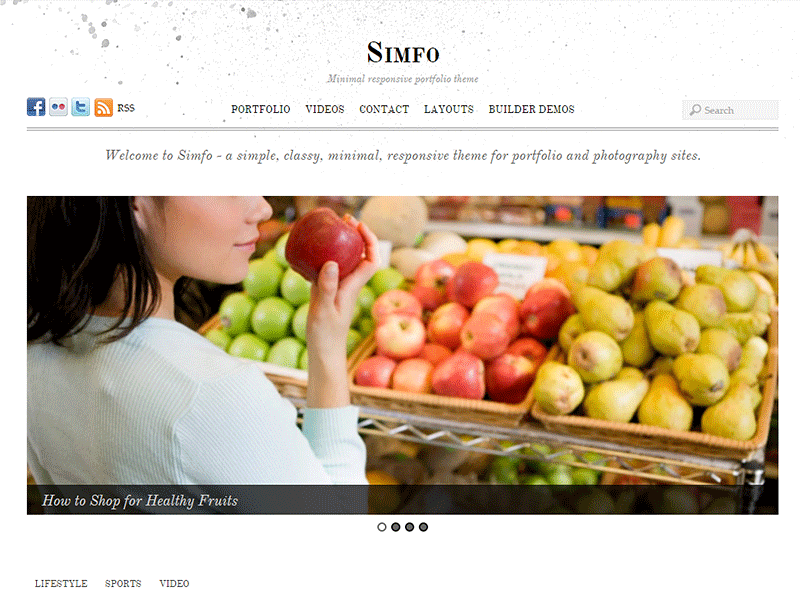 Simfo
Minimal responsive portfolio theme
RSS
PORTFOLIO VIDEOS CONTACT LAYOUTS BUILDER DEMOS
Search
Welcome to Simfo - a simple, classy, minimal, responsive theme for portfolio and photography sites.
How to Shop for Healthy Fruits
LIFESTYLE SPORTS VIDEO